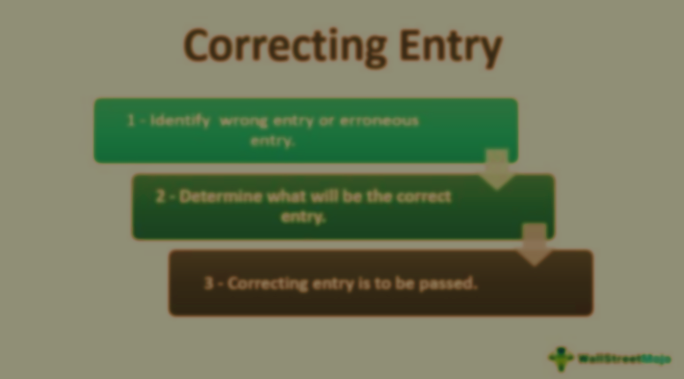 Correcting Entry
1 - Identify wrong entry or erroneous
entry.
2 - Determine what will be the correct
entry.
3 - Correcting entry is to be passed.
WallStreetMojo